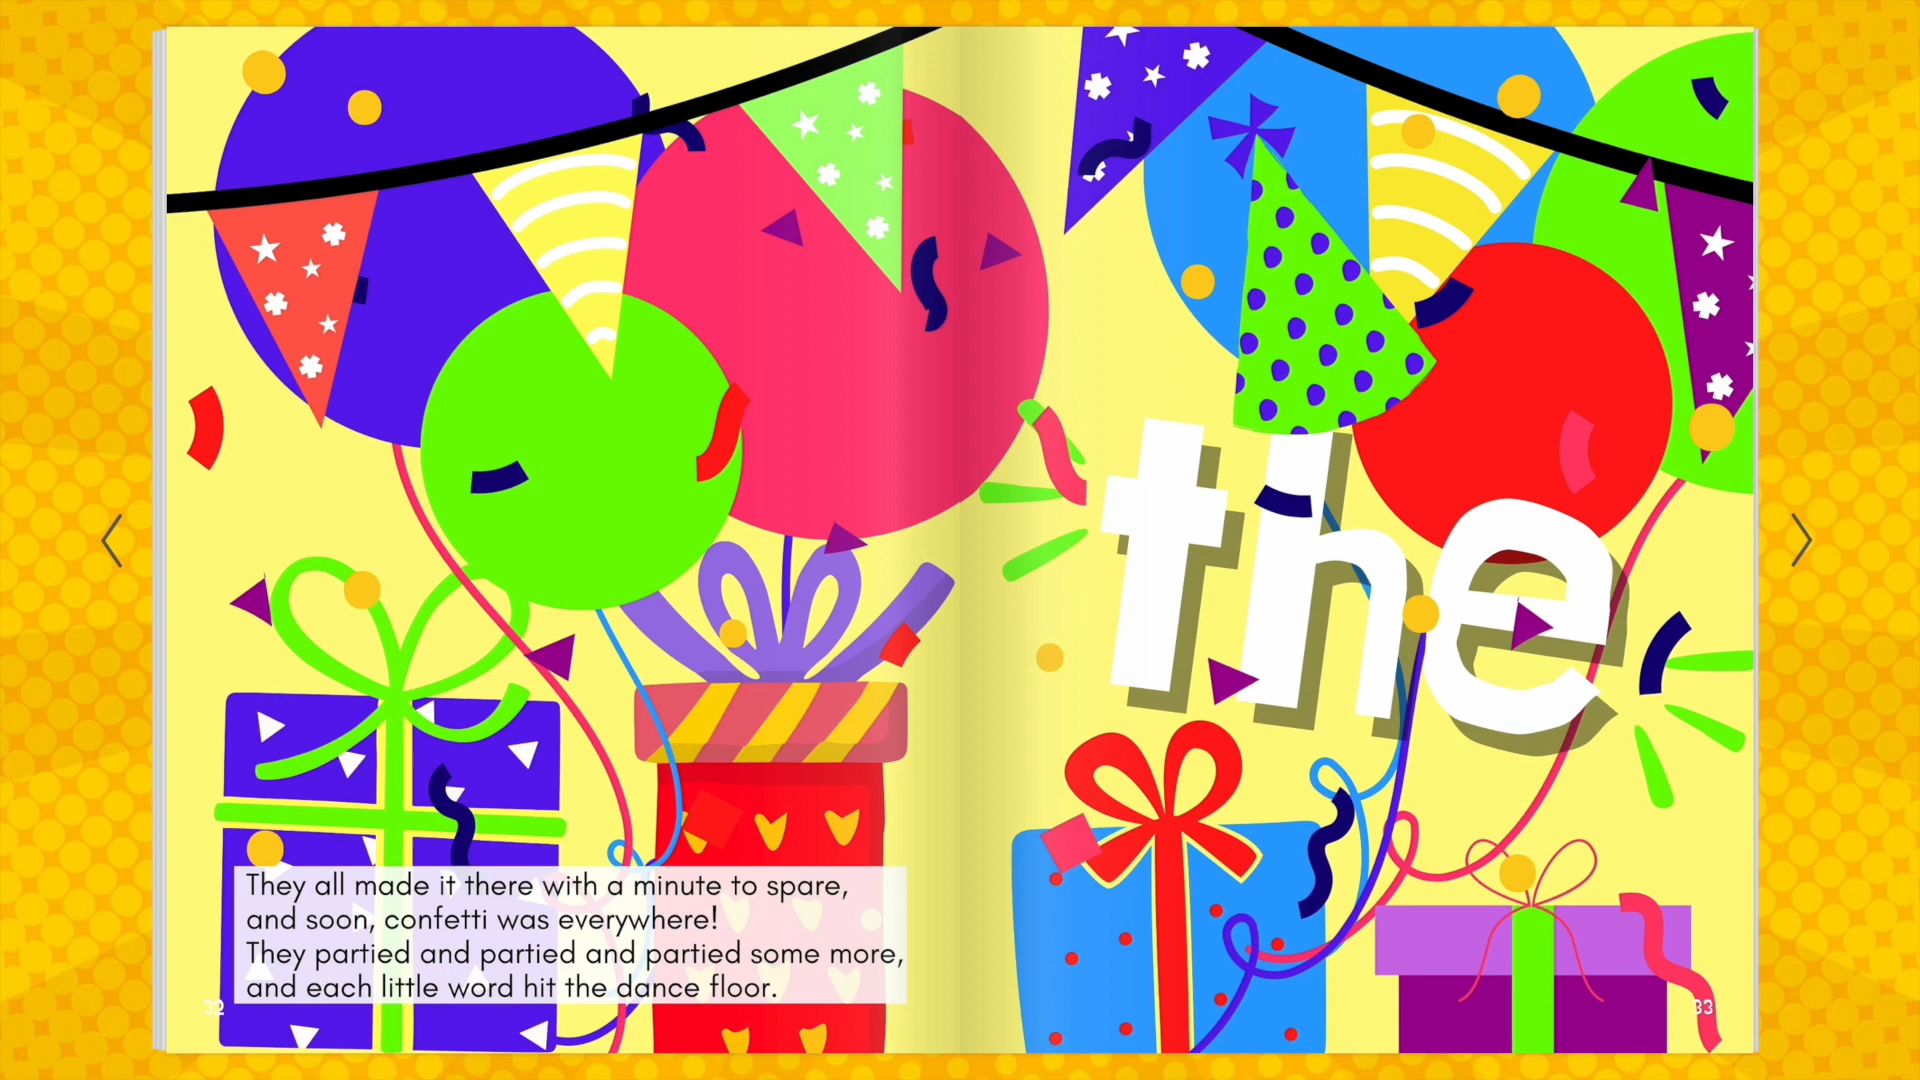 They all made it there with a minute to spare,
and soon, confetti was everywhere!
They partied and partied and partied some more,
and each little word hit the dance floor.
32
the
33